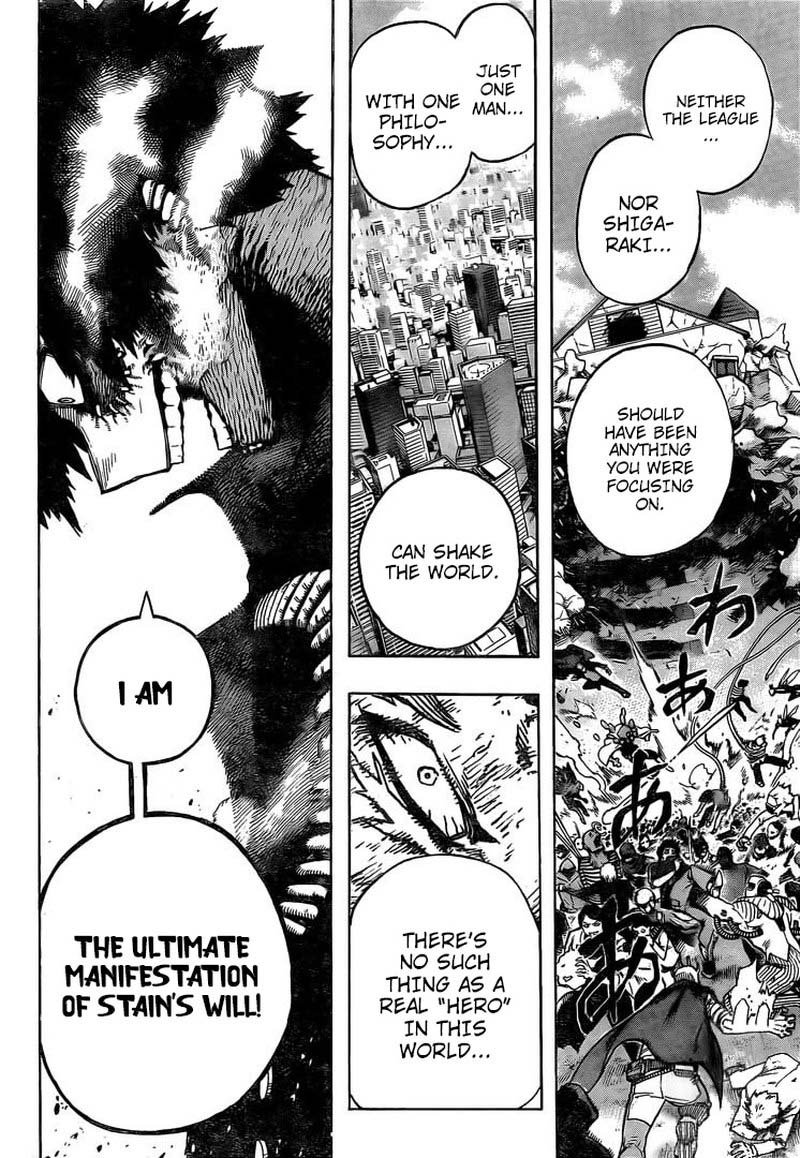 NEITHER
THE LEAGUE
...
NOR
SHIGA-
RAKI...
SHOULD
HAVE BEEN
ANYTHING
YOU WERE
FOCUSING
ON.
わ
あ
あ
あ
JUST
ONE
MAN...
WITH ONE
PHILO-
SOPHY...
CAN SHAKE
THE WORLD.
THERE'S
NO SUCH
THING AS A
REAL "HERO"
IN THIS
WORLD...
I AM
THE ULTIMATE
MANIFESTATION
OF STAIN'S WILL!